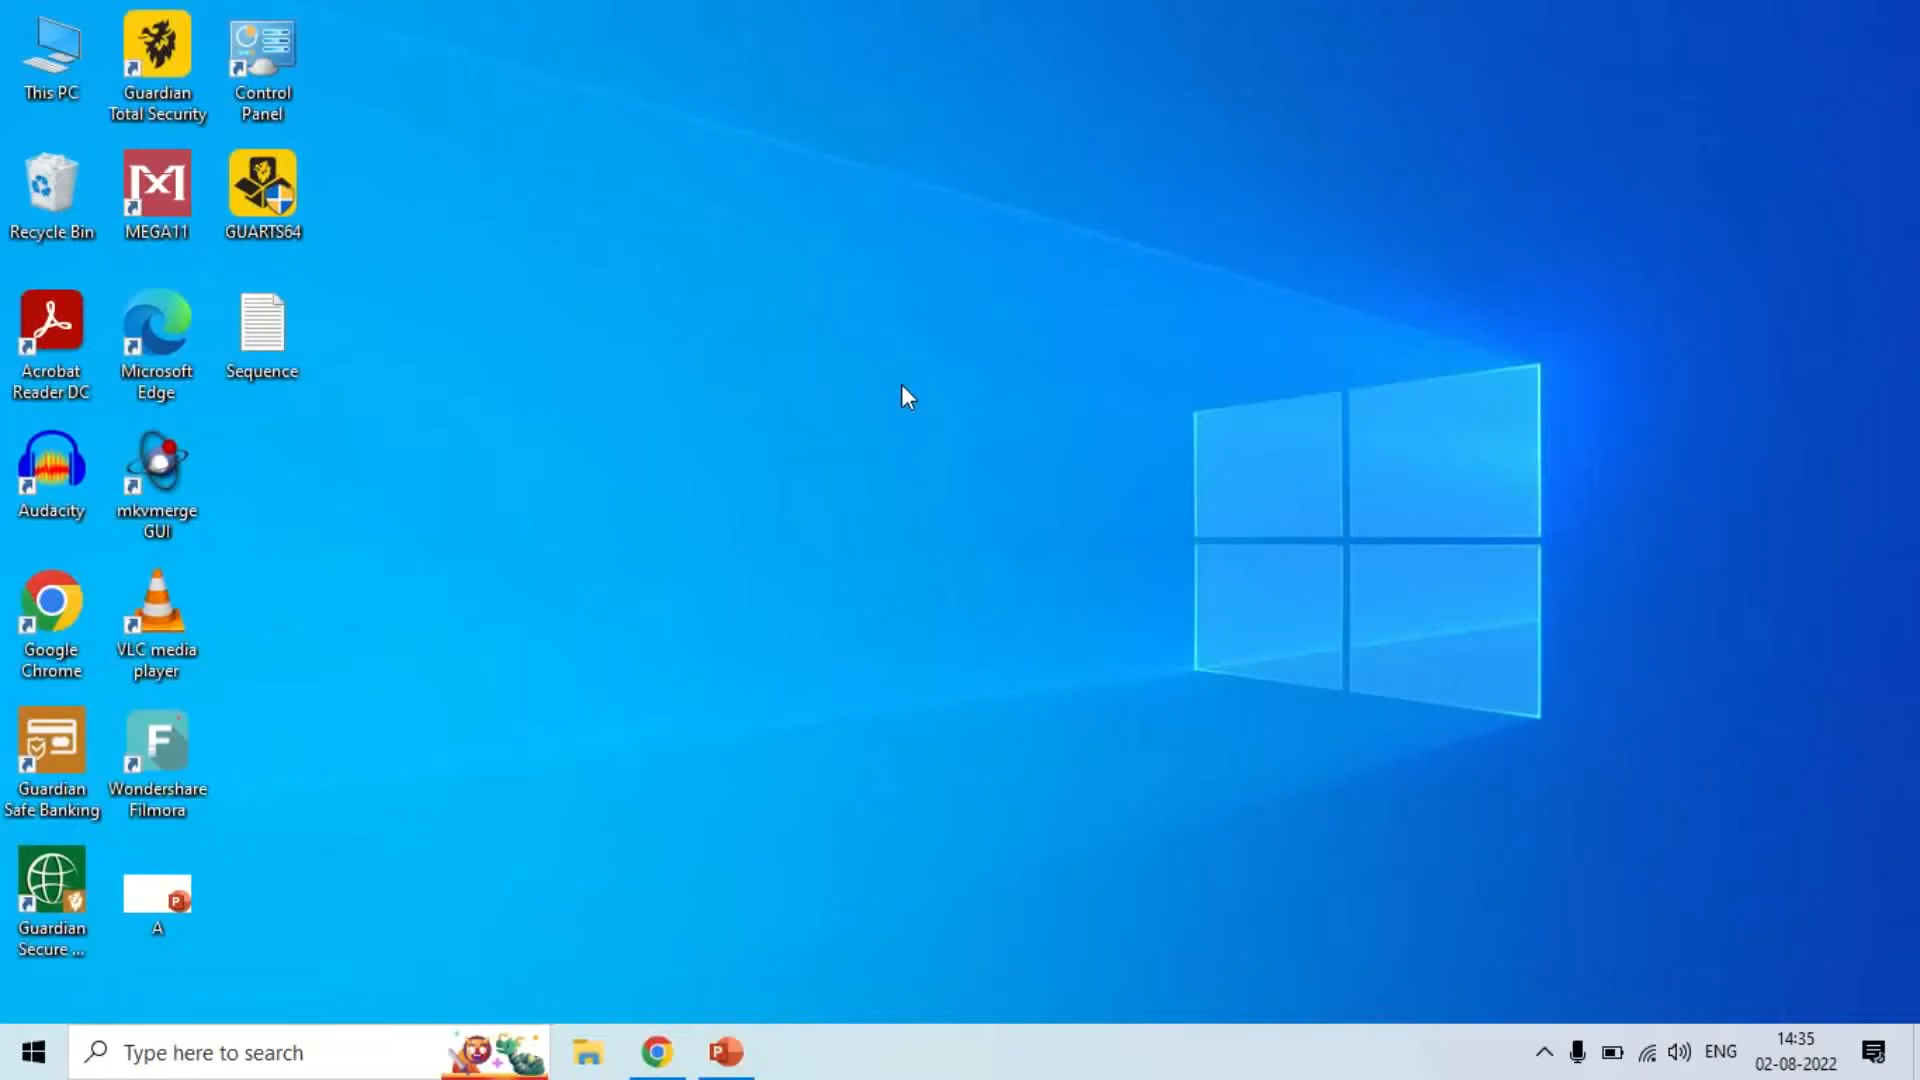 This PC
Guardian
Total Security
Control
Panel
Recycle Bin
MEGA11
GUARTS64
Acrobat
Reader DC
Microsoft
Edge
Sequence
Audacity
mkvmerge
GUI
Google
Chrome
VLC media
player
Guardian
Safe Banking
F
Wondershare
Filmora
Guardian
Secure ...
P
A
Type here to search
P
ENG
14:35
02-08-2022